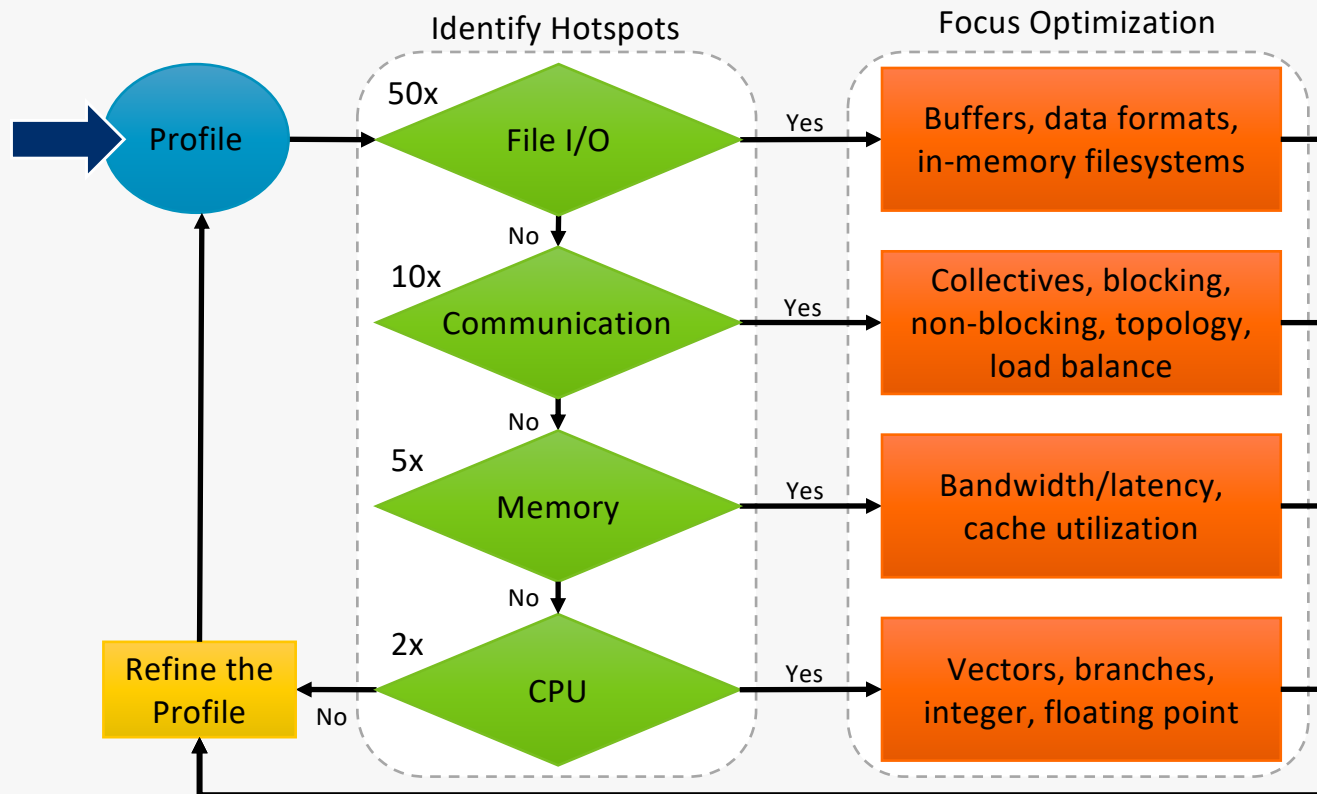 Identify Hotspots
Focus Optimization
Profile
50x
File I/O
Yes
Buffers, data formats,
in-memory filesystems
No
10x
Communication
Yes
Collectives, blocking,
non-blocking, topology,
load balance
No
5x
Memory
Yes
Bandwidth/latency,
cache utilization
No
2x
CPU
Yes
Vectors, branches,
integer, floating point
No
Refine the
Profile